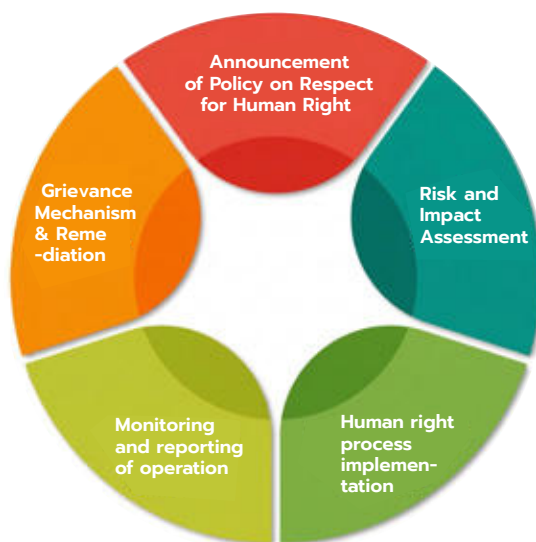 Announcement
of Policy on Respect
for Human Right
Risk and
Impact
Assessment
Human right
process
implemen-
tation
Monitoring
and reporting
of operation
Grievance
Mechanism
& Reme
-diation